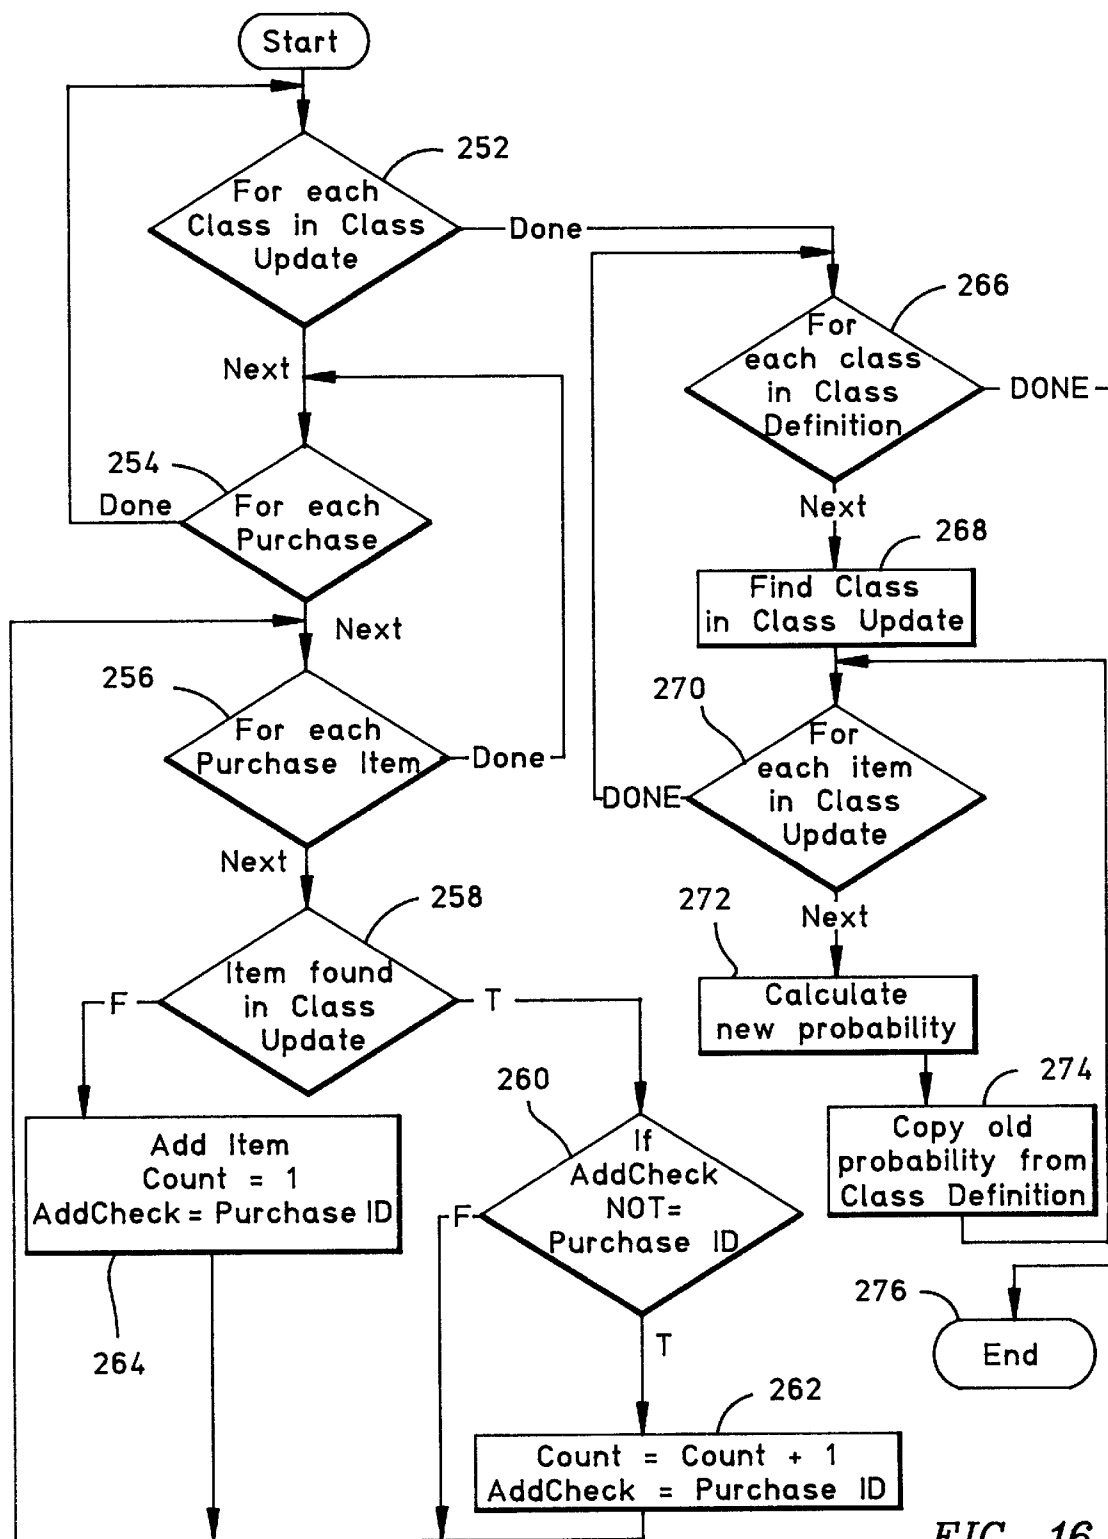 Start
252
For each
Class in Class
Update
Done
Next
266
For
each class
in Class
Definition
DONE
Next
254
Done
For each
Purchase
Next
268
Find Class
in Class Update
256
For each
Purchase Item
Done
Next
270
For
each item
in Class
Update
DONE
Next
258
Item found
in Class
Update
F
T
272
Calculate
new probability
274
Copy old
probability from
Class Definition
260
If
AddCheck
NOT=
Purchase ID
F
T
Add Item
Count = 1
AddCheck = Purchase ID
264
276
End
262
Count = Count + 1
AddCheck = Purchase ID
FIG. 16